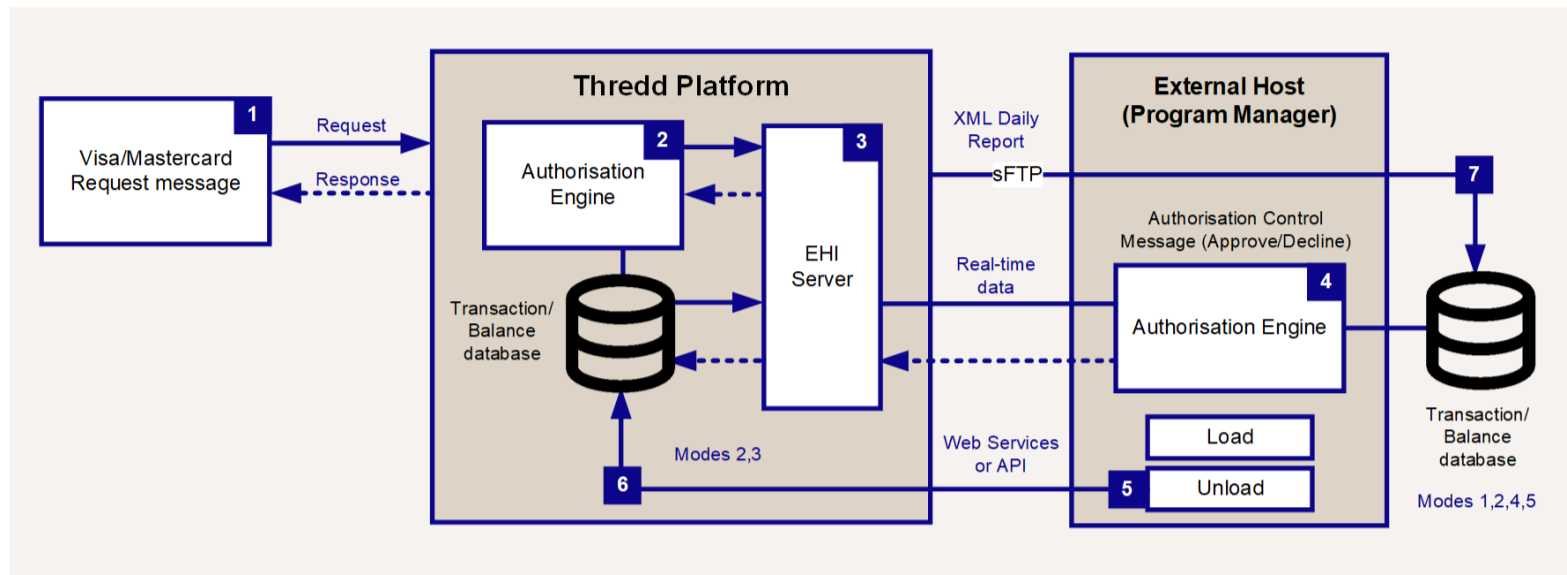 1
Visa/Mastercard
Request message
Request
Response
Thredd Platform
2
Authorisation
Engine
3
EHI
Server
Transaction/
Balance
database
Modes 2,3
6
XML Daily
Report
sFTP
Real-time
data
Web Services
or API
External Host
(Program Manager)
Authorisation Control
Message (Approve/Decline)
4
Authorisation Engine
Load
5
Unload
7
Transaction/
Balance
database
Modes 1,2,4,5